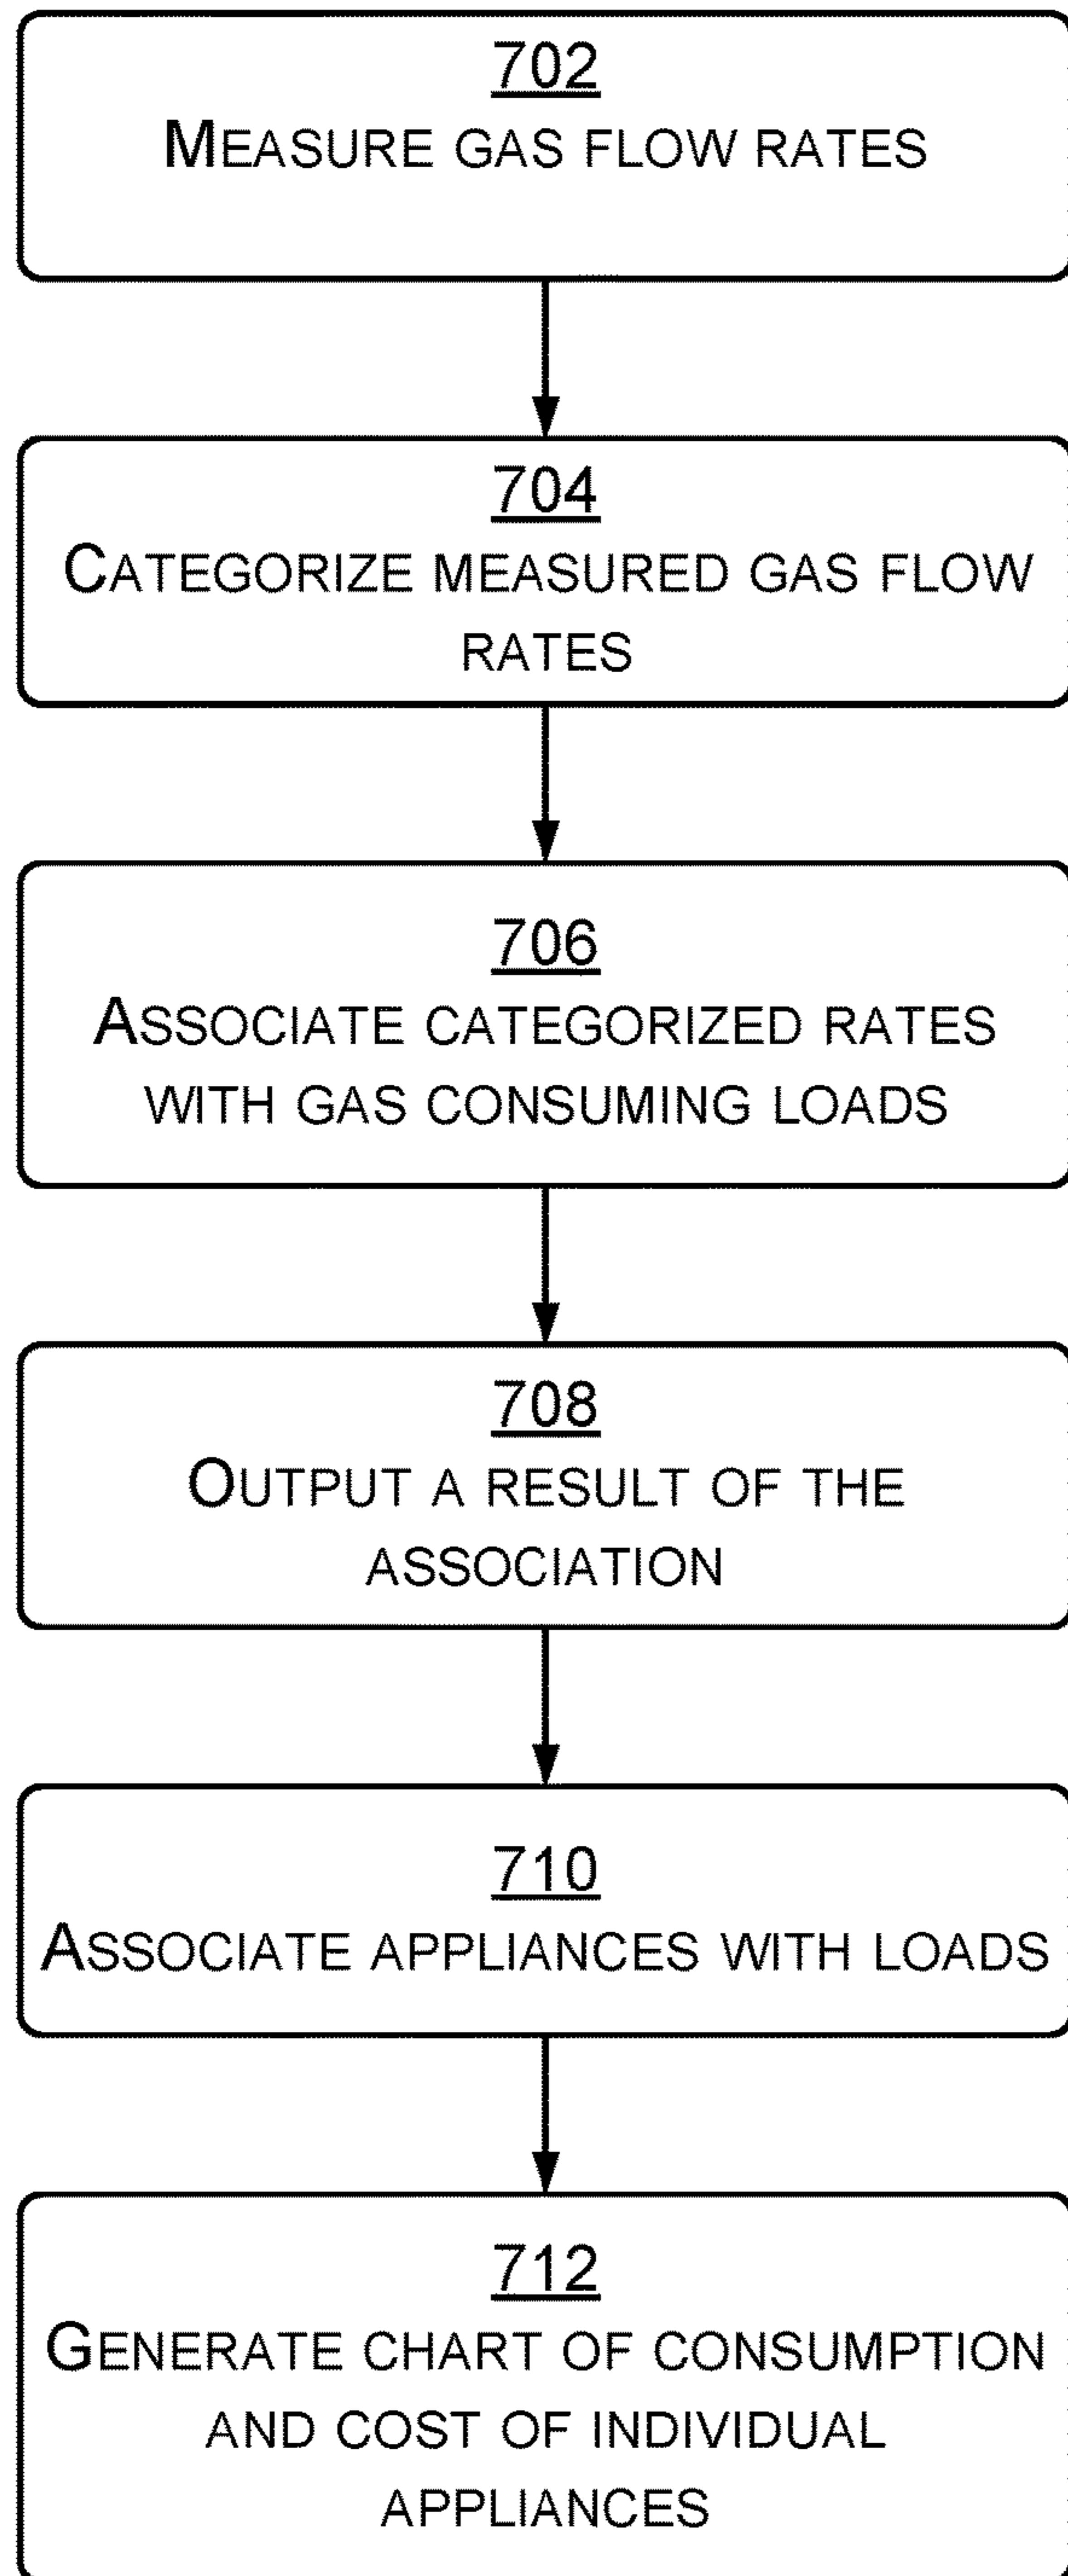 702
MEASURE GAS FLOW RATES
704
CATEGORIZE MEASURED GAS FLOW
RATES
706
ASSOCIATE CATEGORIZED RATES
WITH GAS CONSUMING LOADS
708
OUTPUT A RESULT OF THE
ASSOCIATION
710
ASSOCIATE APPLIANCES WITH LOADS
712
GENERATE CHART OF CONSUMPTION
AND COST OF INDIVIDUAL
APPLIANCES